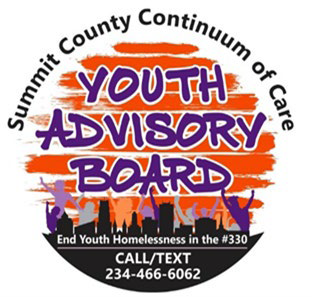 Summit County Continuum of Care
YOUTH
ADVISORY
BOARD
End Youth Homelessness in the #330
CALL/TEXT
234-466-6062